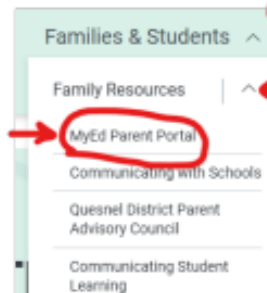 Families & Students
Family Resources
MyEd Parent Portal
Communicating with Schools
Quesnel District Parent
Advisory Council
Communicating Student
Learning